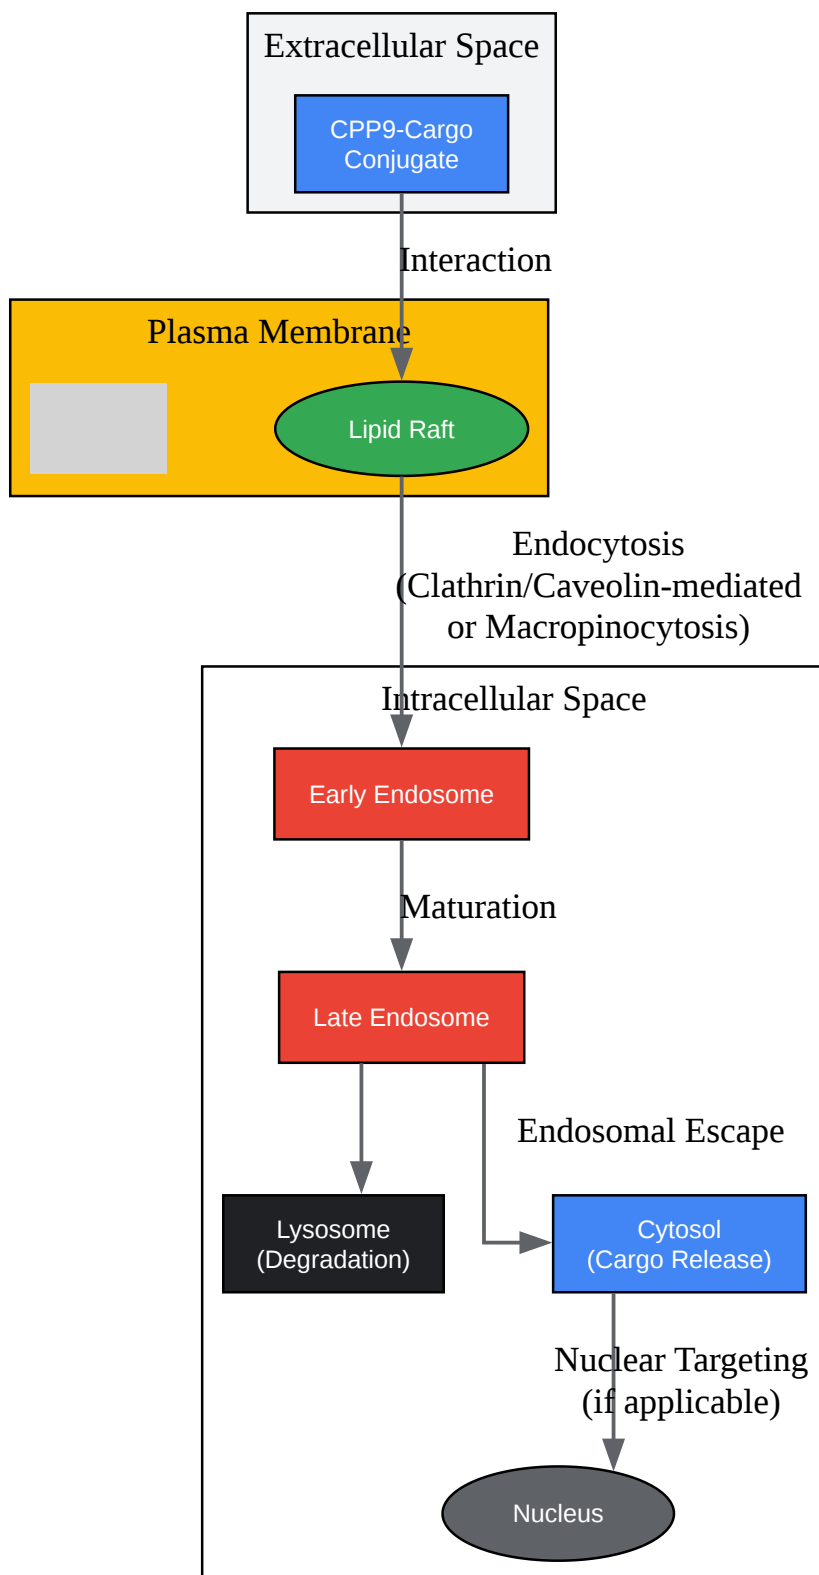 Extracellular Space
CPP9-Cargo
Conjugate
Interaction
Plasma Membrane
Lipid Raft
Endocytosis
(Clathrin/Caveolin-mediated
or Macropinocytosis)
Intracellular Space
Early Endosome
Maturation
Late Endosome
Endosomal Escape
Lysosome
(Degradation)
Cytosol
(Cargo Release)
Nuclear Targeting
(if applicable)
Nucleus